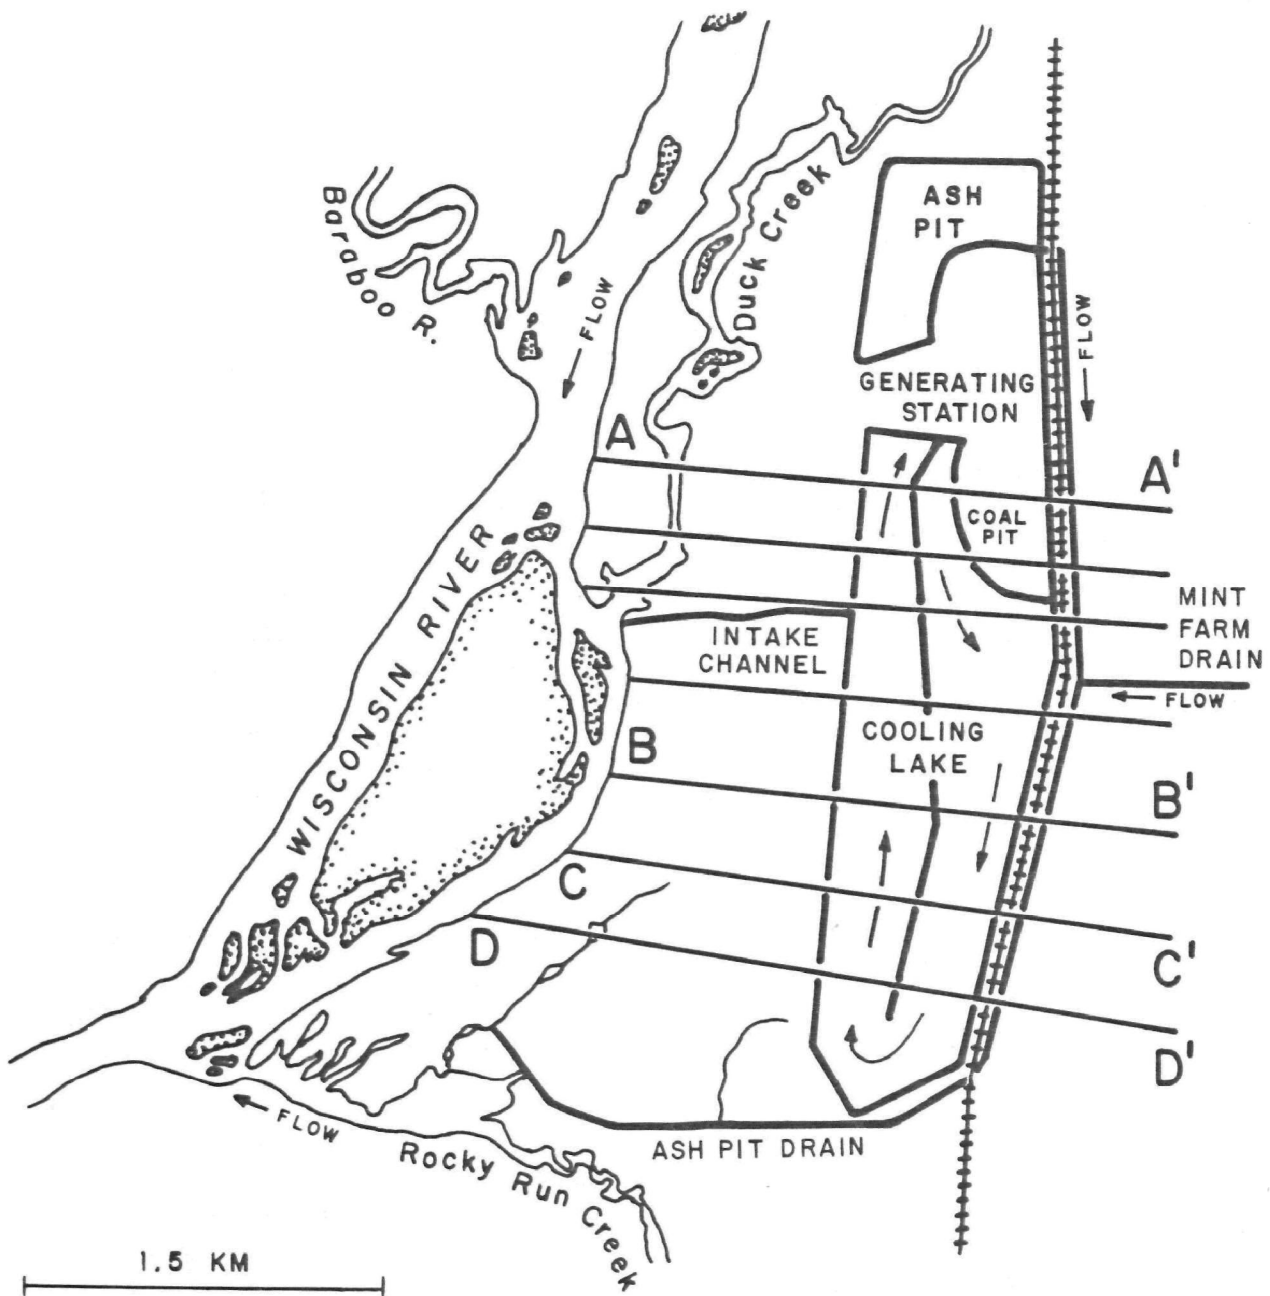 Baraboo R.
FLOW
Duck Creek
ASH
PIT
FLOW
GENERATING
STATION
A
A'
COAL
PIT
WISCONSIN RIVER
MINT
FARM
DRAIN
INTAKE
CHANNEL
FLOW
COOLING
LAKE
B
B'
C
C'
D
D'
FLOW
ASH PIT DRAIN
Rocky Run Creek
1.5 KM